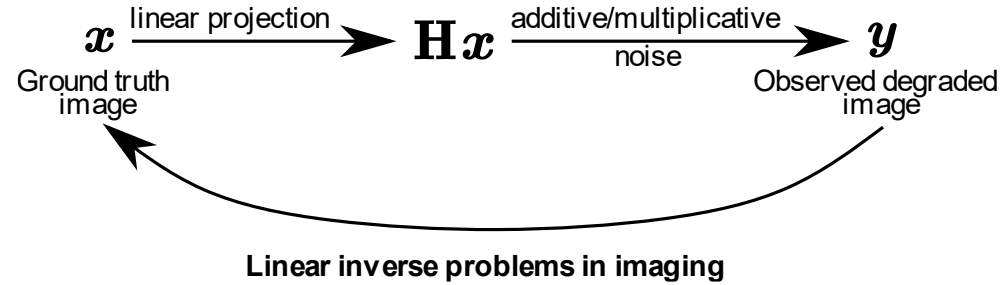 x linear projection Hx additive/multiplicative noise y
Ground truth image
Observed degraded image
Linear inverse problems in imaging